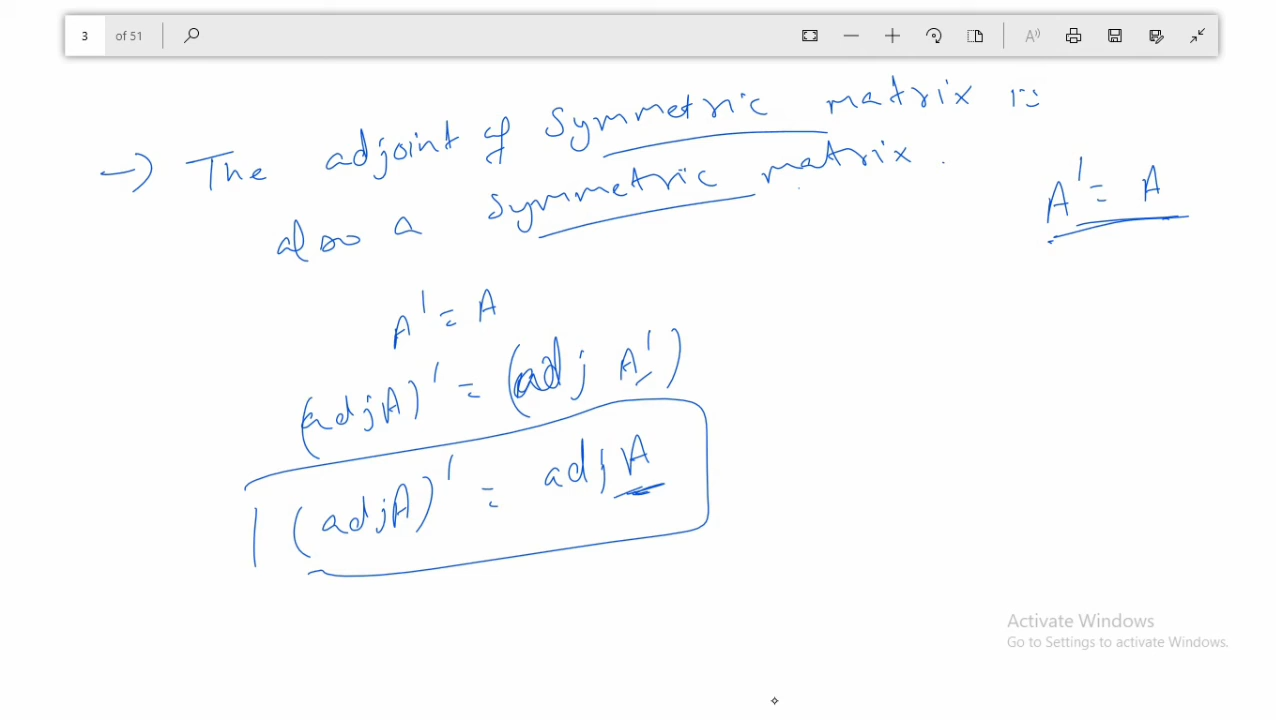 3 of 51
→ The adjoint of symmetric matrix is
also a symmetric matrix.
A' = A
A' = A
(adjA)' = (adj A')
(adjA)' = adj A
Activate Windows
Go to Settings to activate Windows.